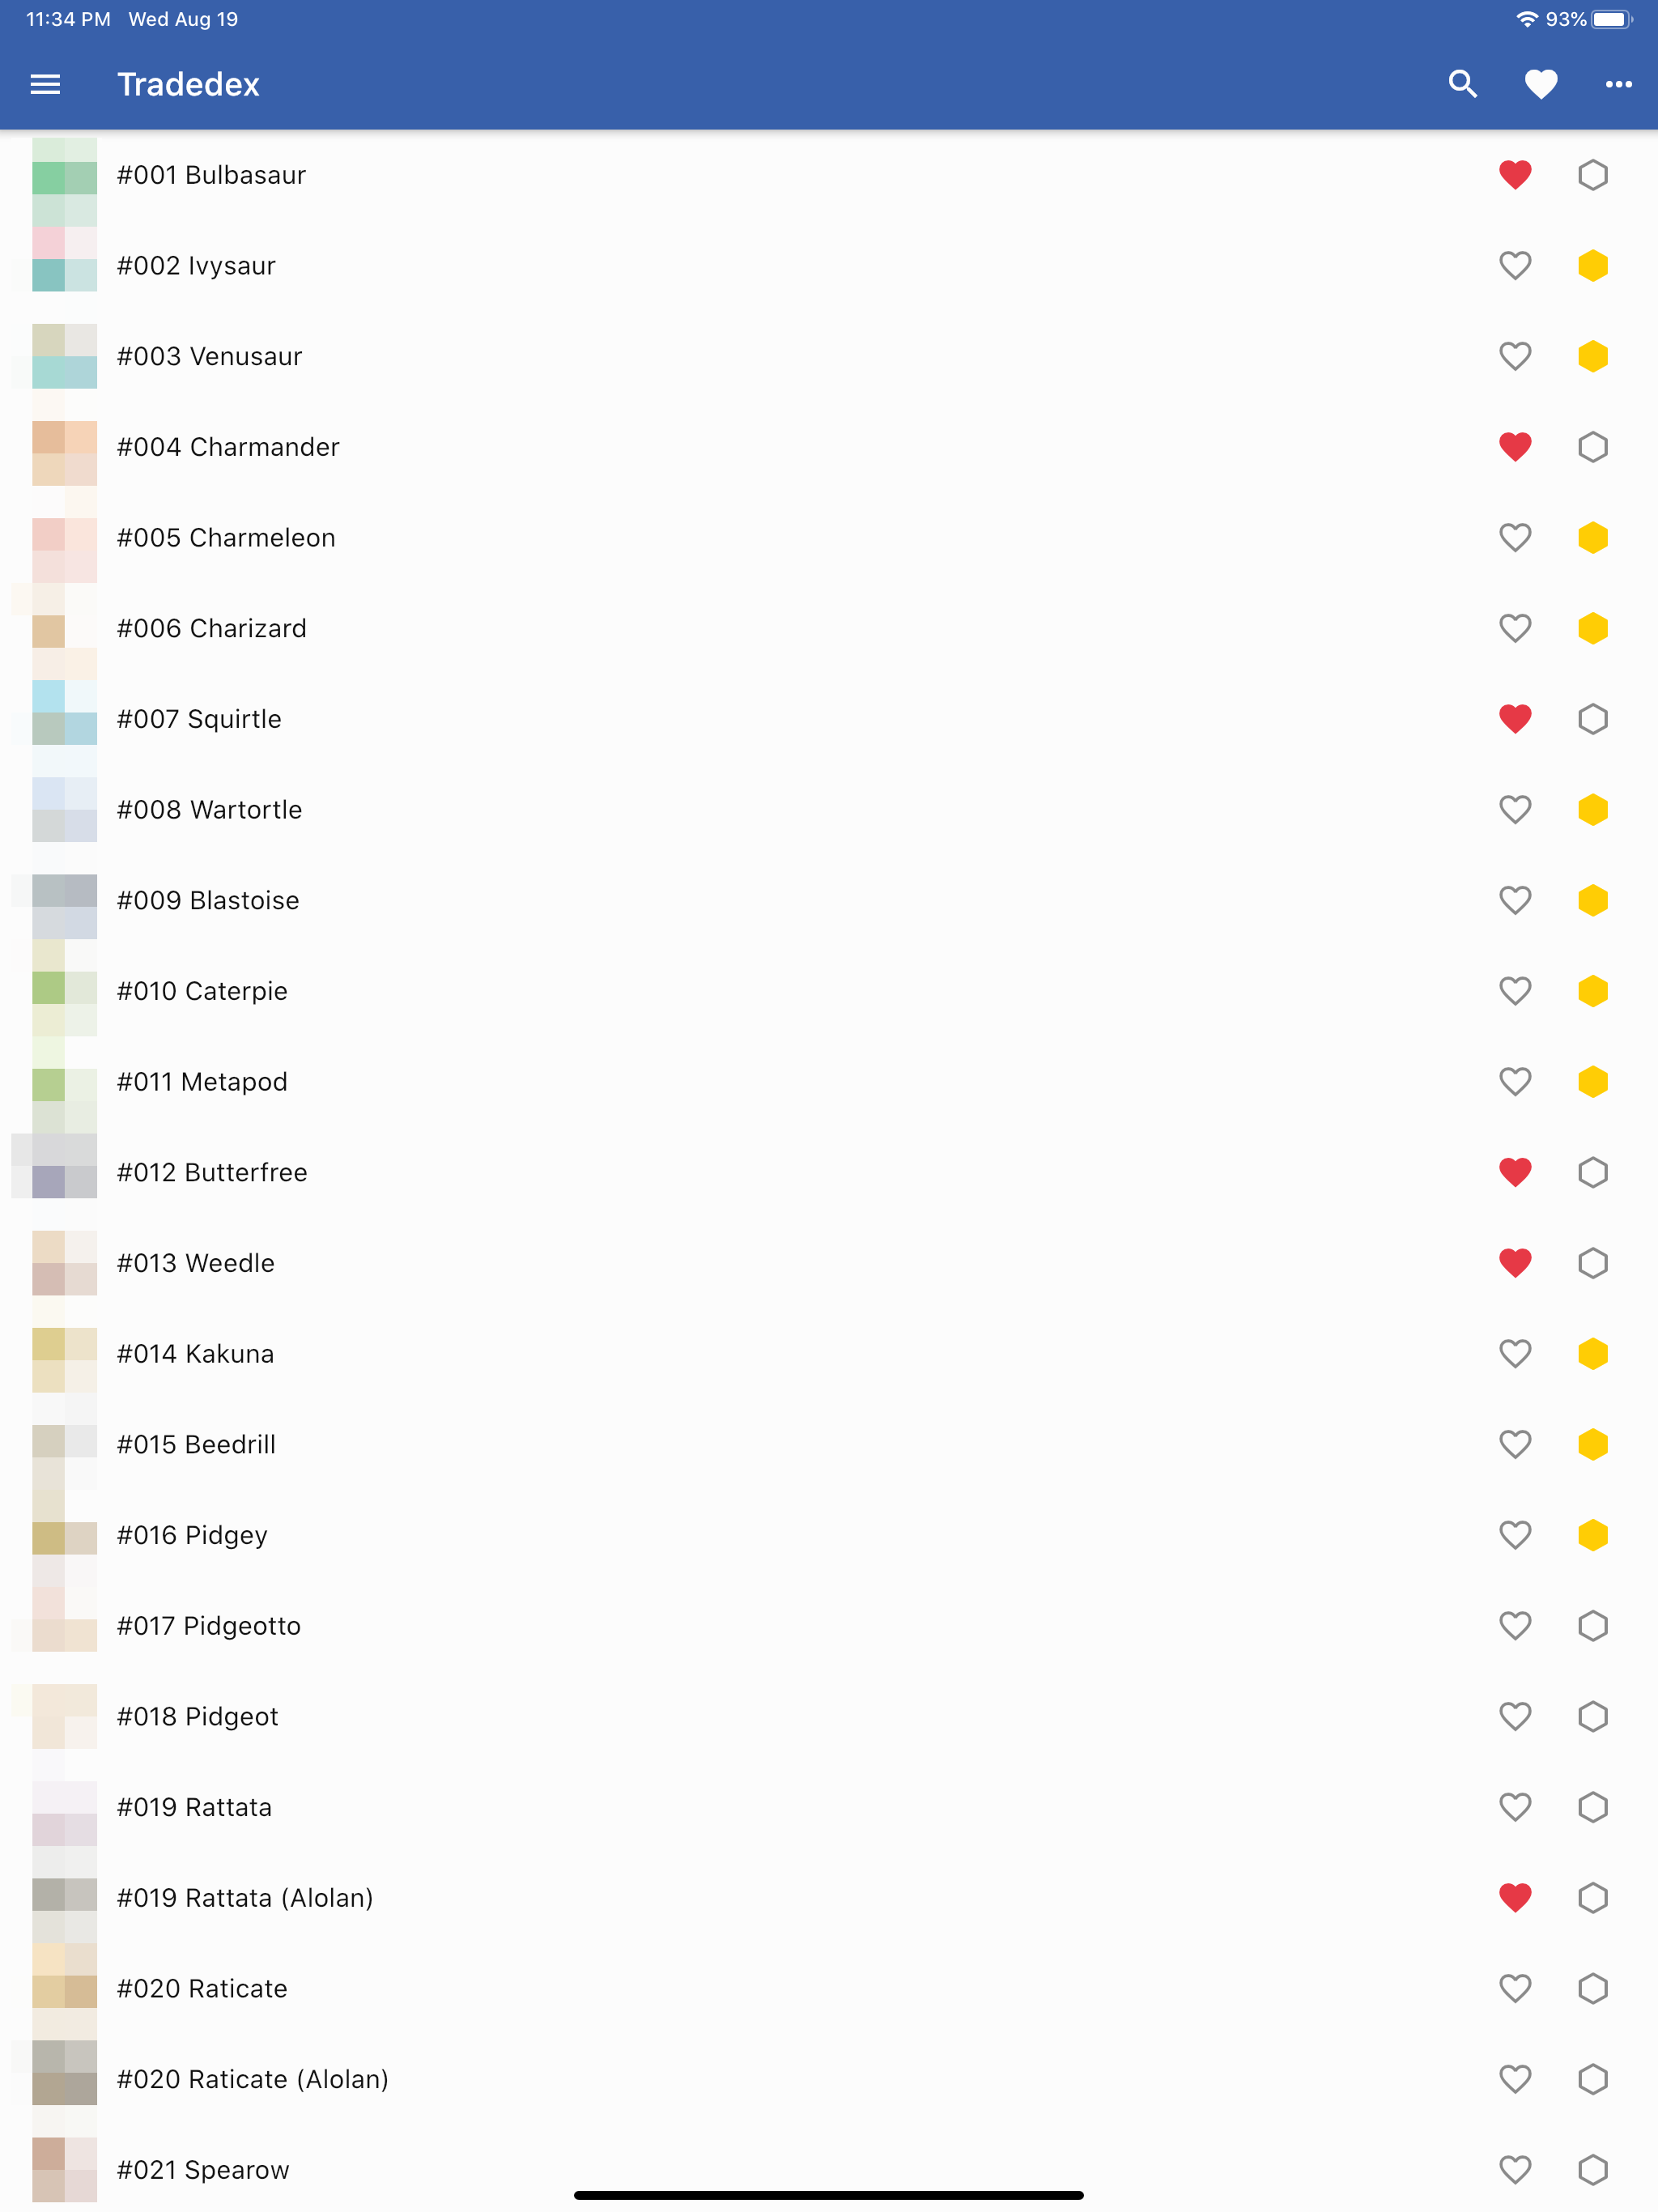 11:34 PM Wed Aug 19 93%
Tradedex
#001 Bulbasaur
#002 Ivysaur
#003 Venusaur
#004 Charmander
#005 Charmeleon
#006 Charizard
#007 Squirtle
#008 Wartortle
#009 Blastoise
#010 Caterpie
#011 Metapod
#012 Butterfree
#013 Weedle
#014 Kakuna
#015 Beedrill
#016 Pidgey
#017 Pidgeotto
#018 Pidgeot
#019 Rattata
#019 Rattata (Alolan)
#020 Raticate
#020 Raticate (Alolan)
#021 Spearow